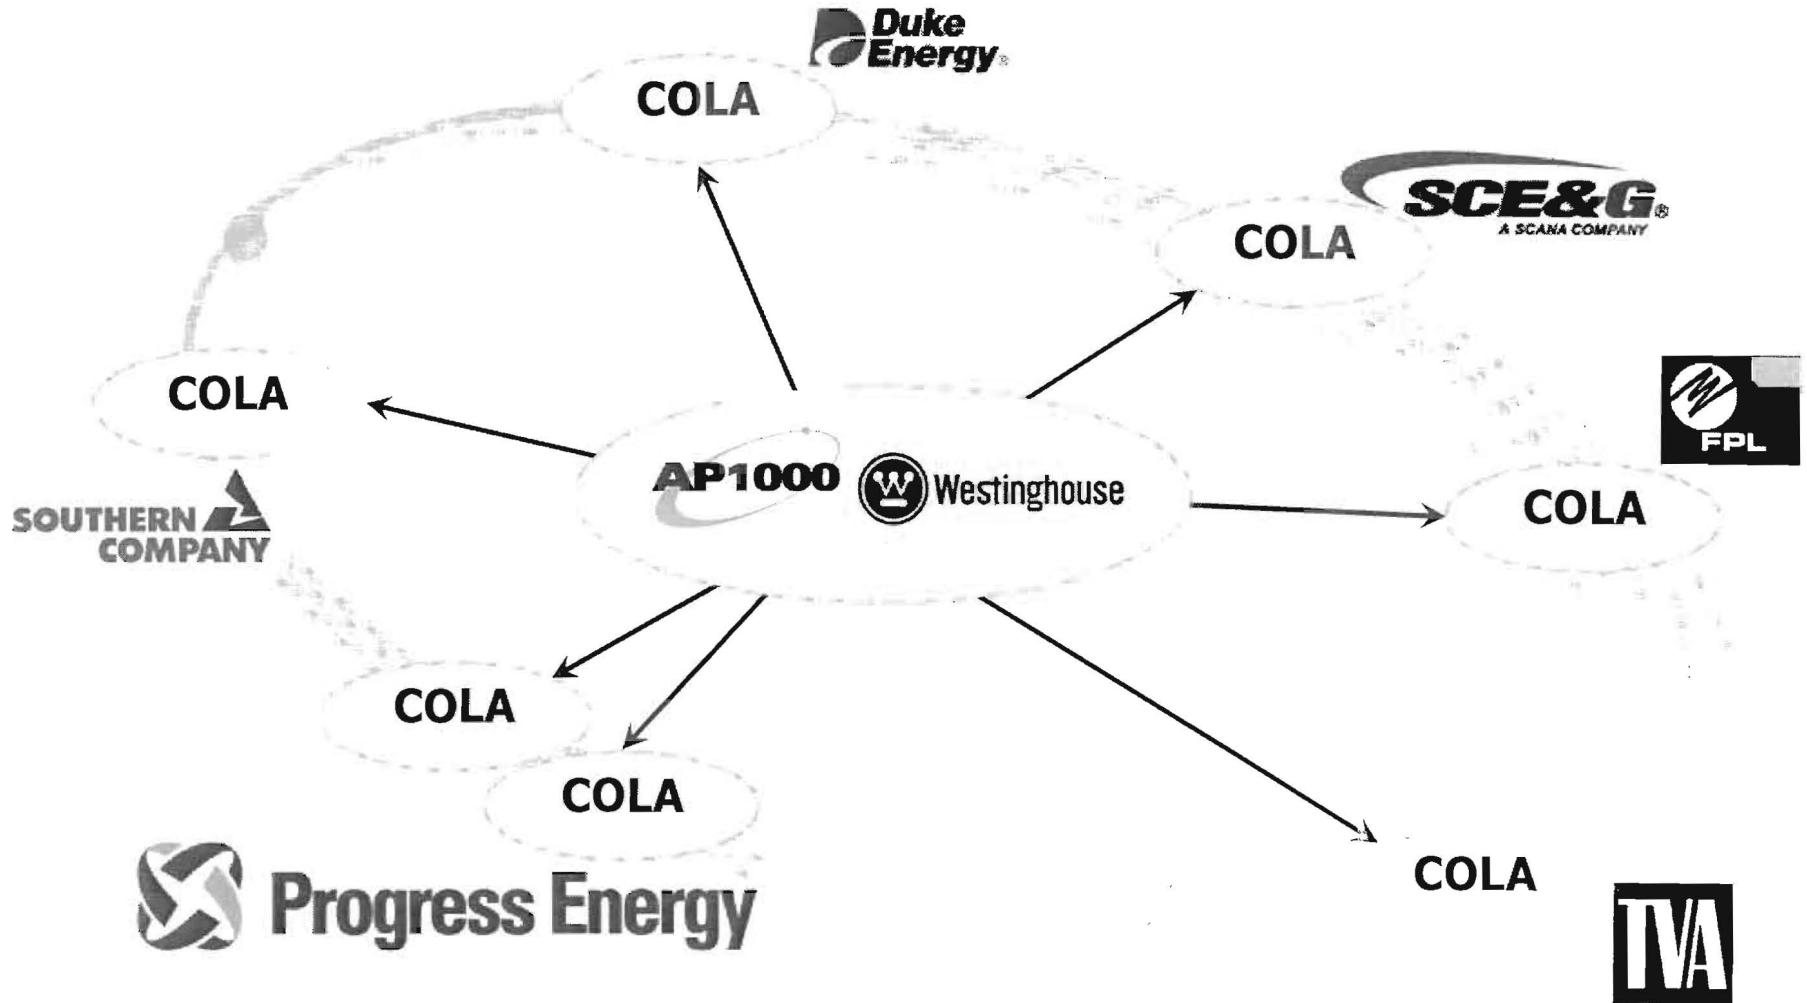 Duke
Energy®
COLA
SCE&G®
A SCANA COMPANY
COLA
FPL
COLA
COLA
AP1000
W
Westinghouse
SOUTHERN
COMPANY
COLA
COLA
Progress Energy
COLA
TVA